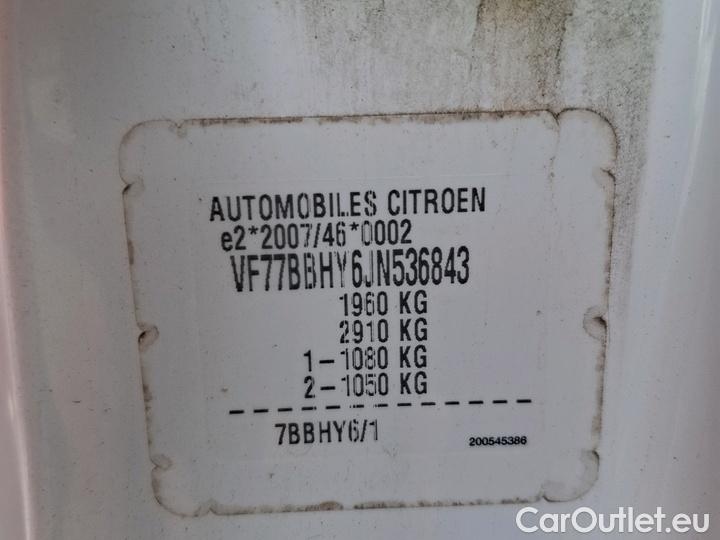 AUTOMOBILES CITROEN
e2*2007/46*0002
VF77BBHY6JN536843
1960 KG
2910 KG
1-1080 KG
2-1050 KG
7BBHY6/1
200545386
CarOutlet.eu